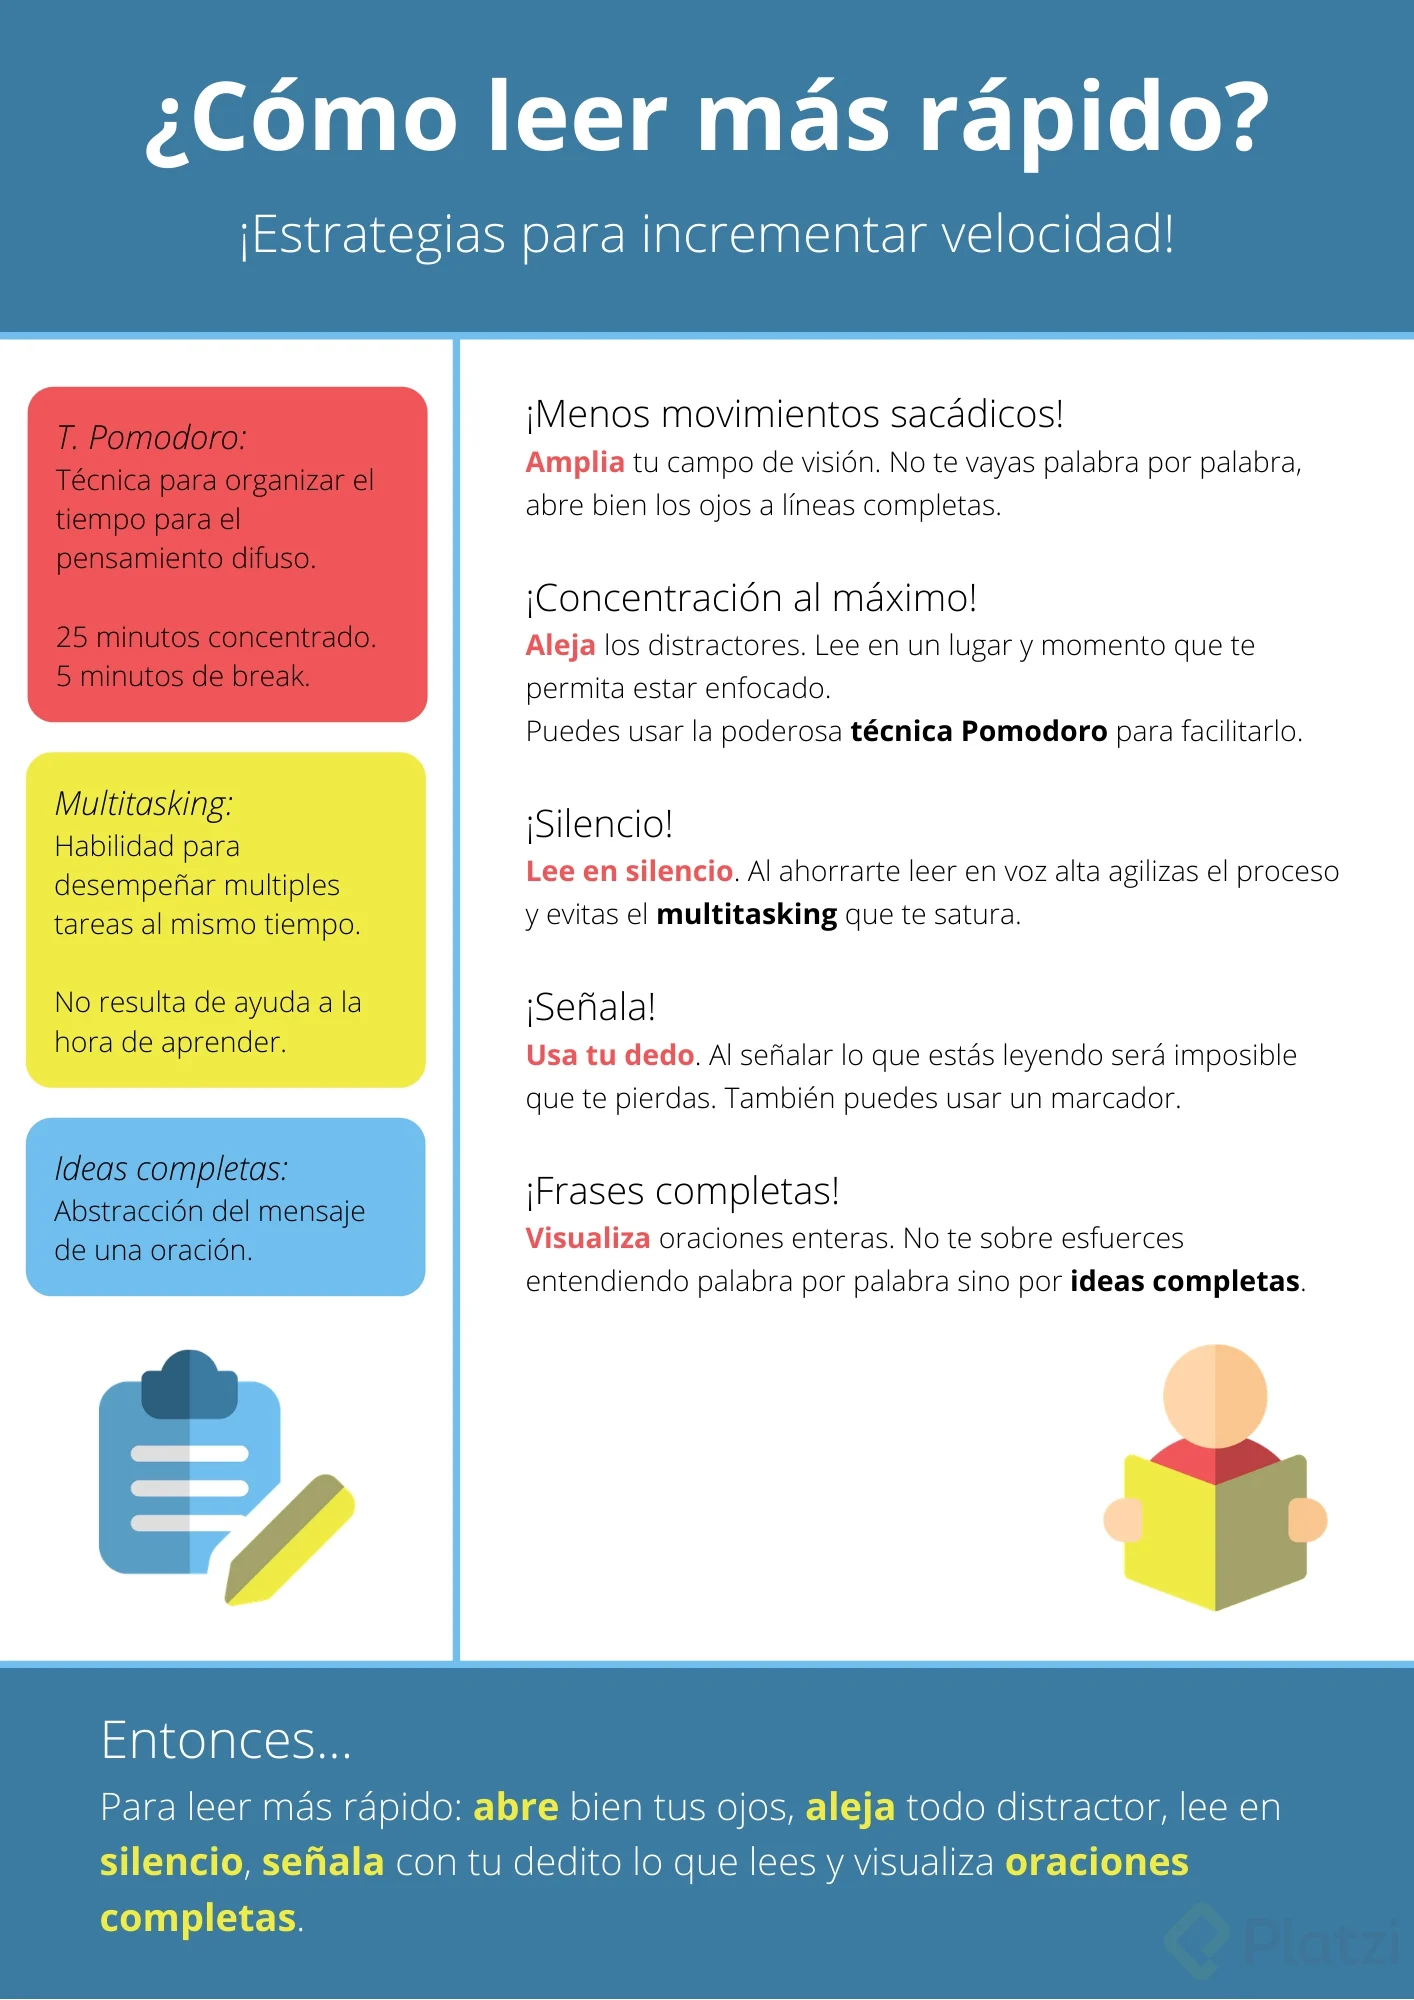 ¿Cómo leer más rápido?
¡Estrategias para incrementar velocidad!
T. Pomodoro:
Técnica para organizar el
tiempo para el
pensamiento difuso.
25 minutos concentrado.
5 minutos de break.
Multitasking:
Habilidad para
desempeñar multiples
tareas al mismo tiempo.
No resulta de ayuda a la
hora de aprender.
Ideas completas:
Abstracción del mensaje
de una oración.
¡Menos movimientos sacádicos!
Amplia tu campo de visión. No te vayas palabra por palabra,
abre bien los ojos a líneas completas.
¡Concentración al máximo!
Aleja los distractores. Lee en un lugar y momento que te
permita estar enfocado.
Puedes usar la poderosa técnica Pomodoro para facilitarlo.
¡Silencio!
Lee en silencio. Al ahorrarte leer en voz alta agilizas el proceso
y evitas el multitasking que te satura.
¡Señala!
Usa tu dedo. Al señalar lo que estás leyendo será imposible
que te pierdas. También puedes usar un marcador.
¡Frases completas!
Visualiza oraciones enteras. No te sobre esfuerces
entendiendo palabra por palabra sino por ideas completas.
Entonces...
Para leer más rápido: abre bien tus ojos, aleja todo distractor, lee en
silencio, señala con tu dedito lo que lees y visualiza oraciones
completas.
Platzi